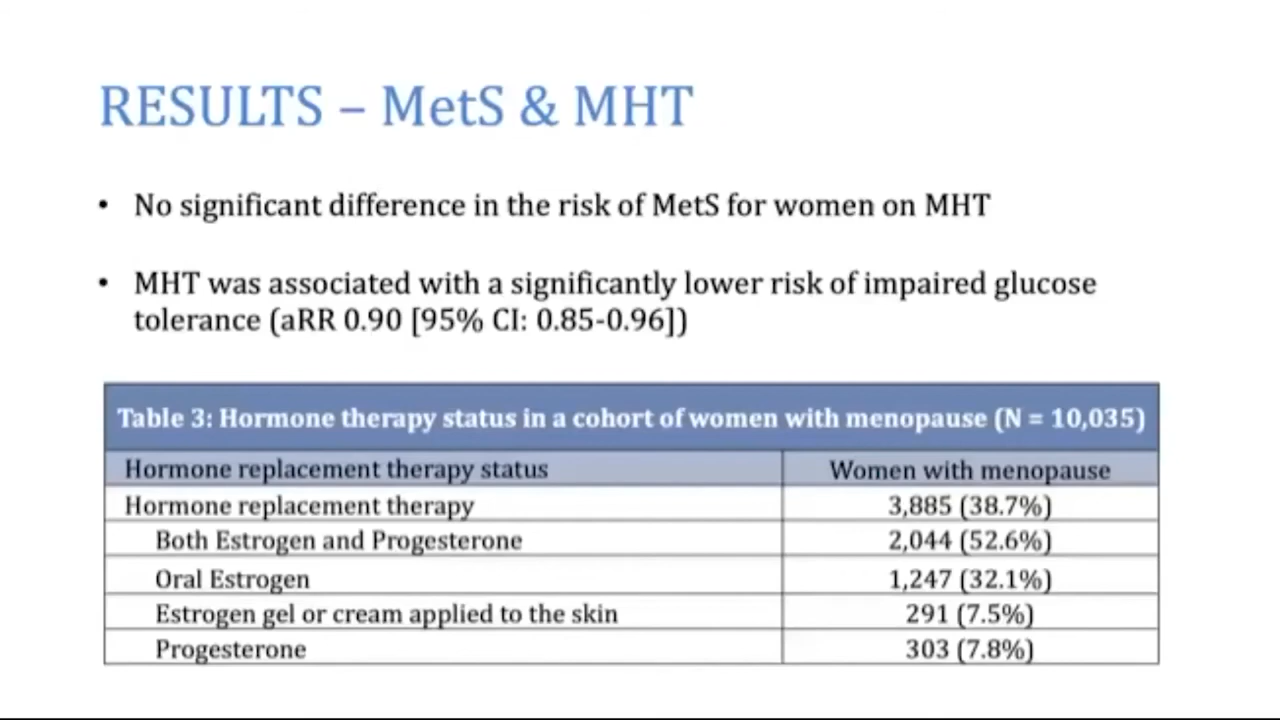 RESULTS – MetS & MHT
• No significant difference in the risk of MetS for women on MHT
• MHT was associated with a significantly lower risk of impaired glucose
tolerance (aRR 0.90 [95% CI: 0.85-0.96])
Table 3: Hormone therapy status in a cohort of women with menopause (N = 10,035)
Hormone replacement therapy status Women with menopause
Hormone replacement therapy 3,885 (38.7%)
Both Estrogen and Progesterone 2,044 (52.6%)
Oral Estrogen 1,247 (32.1%)
Estrogen gel or cream applied to the skin 291 (7.5%)
Progesterone 303 (7.8%)